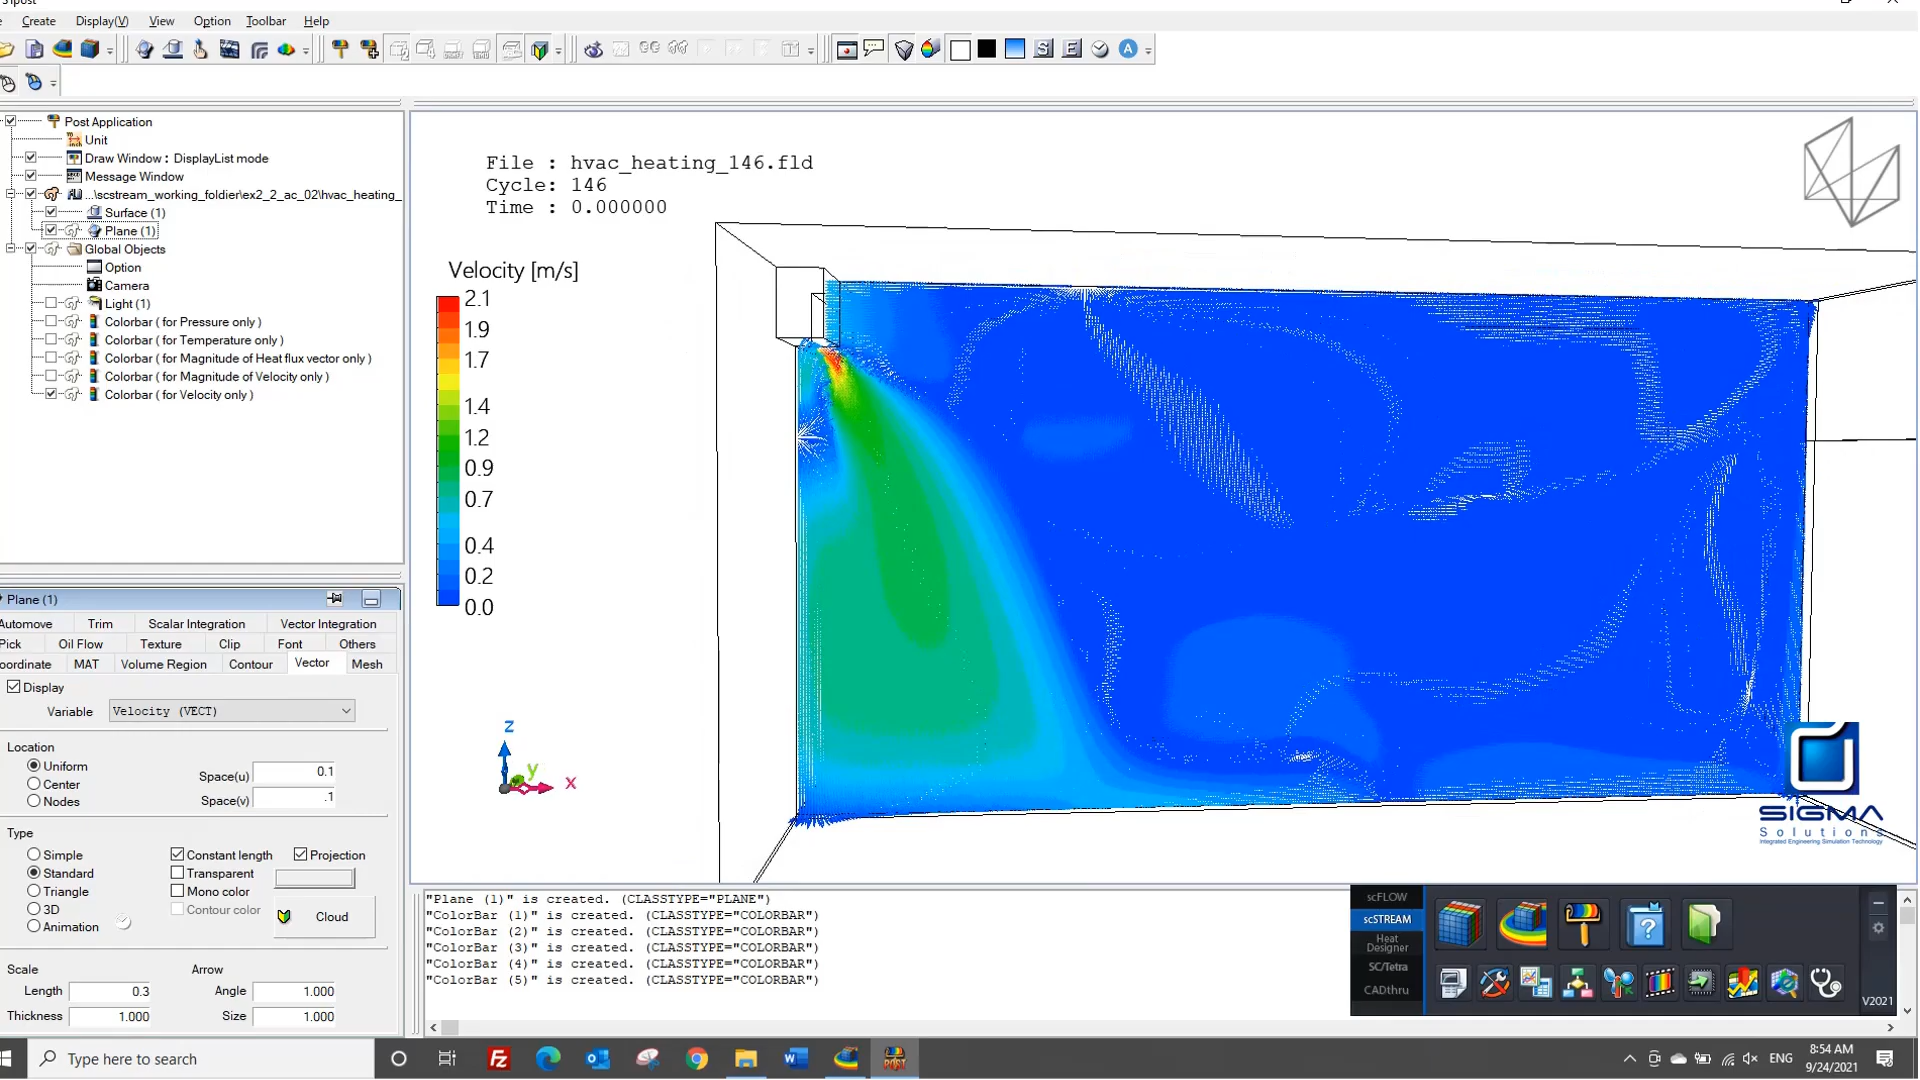 Create Display(V) View Option Toolbar Help
Post Application
Unit
Draw Window : DisplayList mode
Message Window
...\scstream_working_foldier\ex2_2_ac_02\hvac_heating_
Surface (1)
Plane (1)
Global Objects
Option
Camera
Light (1)
Colorbar ( for Pressure only )
Colorbar ( for Temperature only )
Colorbar ( for Magnitude of Heat flux vector only )
Colorbar ( for Magnitude of Velocity only )
Colorbar ( for Velocity only )
Plane (1)
Automove Trim Scalar Integration Vector Integration
Pick Oil Flow Texture Clip Font Others
oordinate MAT Volume Region Contour Vector Mesh
Display
Variable Velocity (VECT)
Location
Uniform
Center
Nodes
Space(u) 0.1
Space(v) .1
Type
Simple
Standard
Triangle
3D
Animation
Constant length Projection
Transparent
Mono color
Contour color
Cloud
Scale
Length 0.3
Thickness 1.000
Arrow
Angle 1.000
Size 1.000
File : hvac_heating_146.fld
Cycle: 146
Time : 0.000000
Velocity [m/s]
2.1
1.9
1.7
1.4
1.2
0.9
0.7
0.4
0.2
0.0
z
y
x
SIGMA
Solutions
Integrated Engineering Simulation Technology
"Plane (1)" is created. (CLASSTYPE="PLANE")
"ColorBar (1)" is created. (CLASSTYPE="COLORBAR")
"ColorBar (2)" is created. (CLASSTYPE="COLORBAR")
"ColorBar (3)" is created. (CLASSTYPE="COLORBAR")
"ColorBar (4)" is created. (CLASSTYPE="COLORBAR")
"ColorBar (5)" is created. (CLASSTYPE="COLORBAR")
scFLOW
scSTREAM
Heat
Designer
SC/Tetra
CADthru
V2021
Type here to search
POST
ENG
8:54 AM
9/24/2021